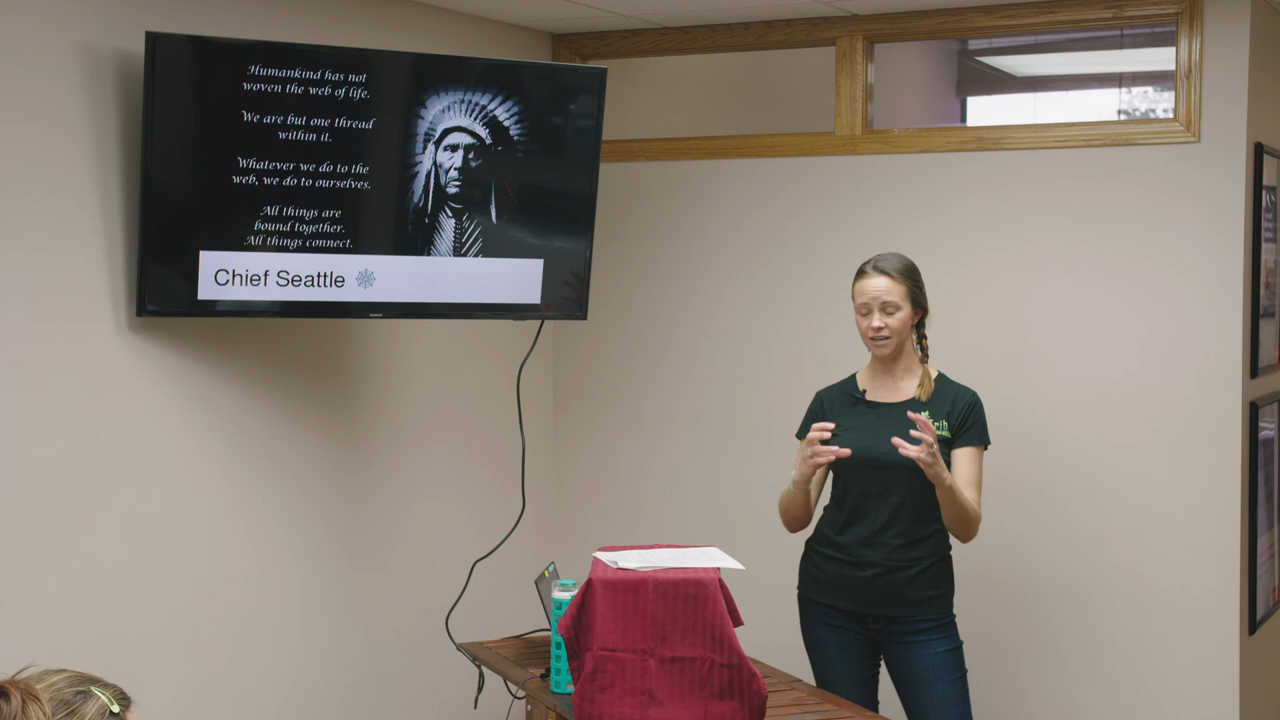 Humankind has not
woven the web of life.
We are but one thread
within it.
Whatever we do to the
web, we do to ourselves.
All things are
bound together.
All things connect.
Chief Seattle